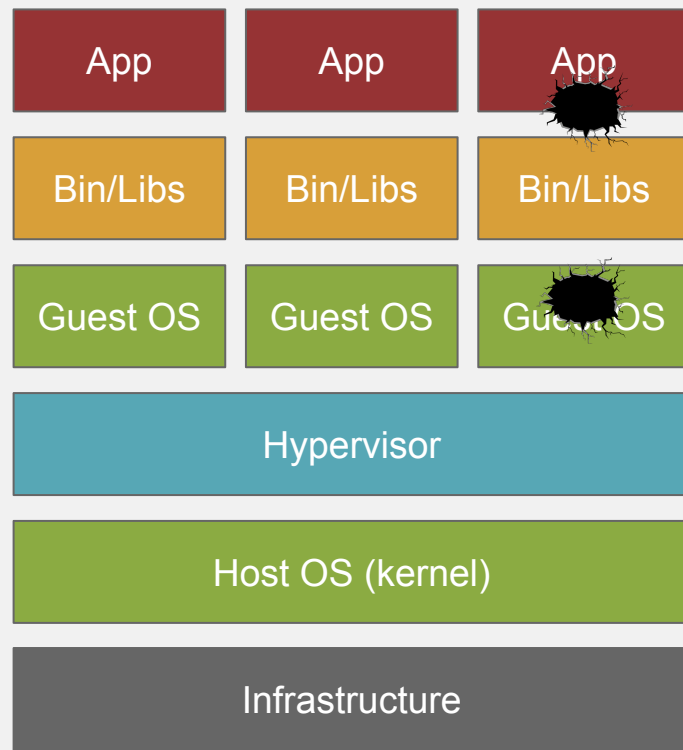 App App App
Bin/Libs Bin/Libs Bin/Libs
Guest OS Guest OS Guest OS
Hypervisor
Host OS (kernel)
Infrastructure